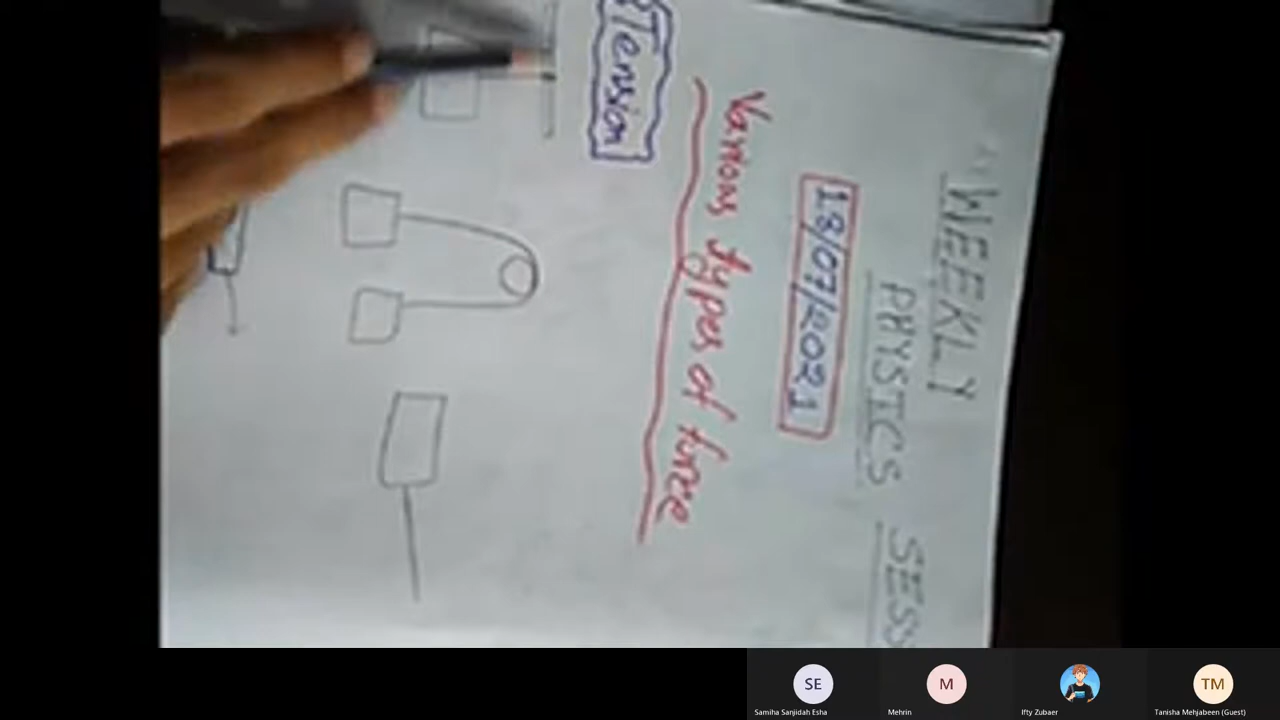 WEEKLY
PHYSICS SESS
18/07/2021
Various types of force
Tension
SE
M
TM
Samiha Sanjidah Esha
Mehrin
Ifty Zubaer
Tanisha Mehjabeen (Guest)